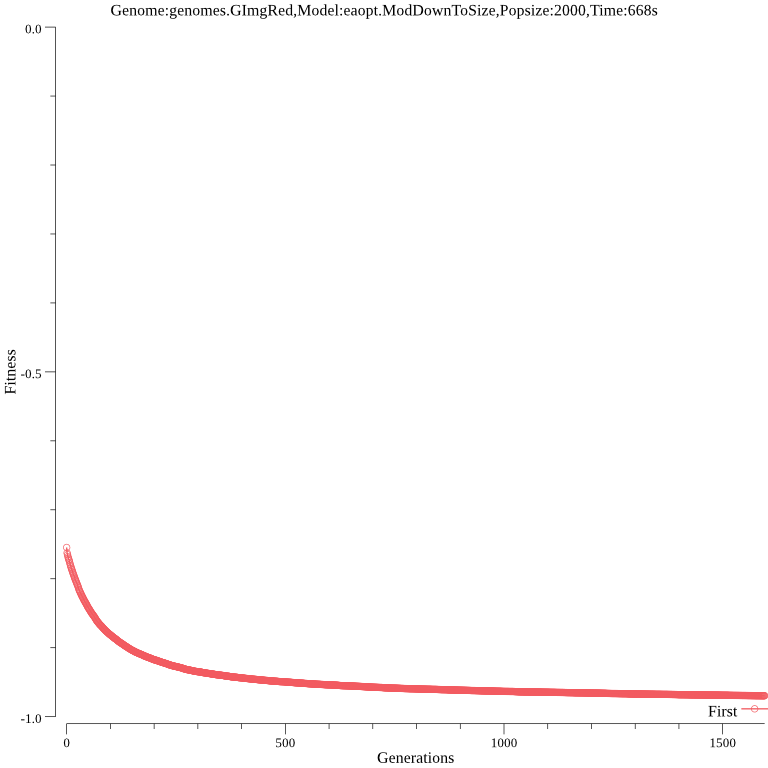 Genome:genomes.GImgRed,Model:eaopt.ModDownToSize,Popsize:2000,Time:668s
0.0
-0.5
-1.0
Fitness
First
0 500 1000 1500
Generations